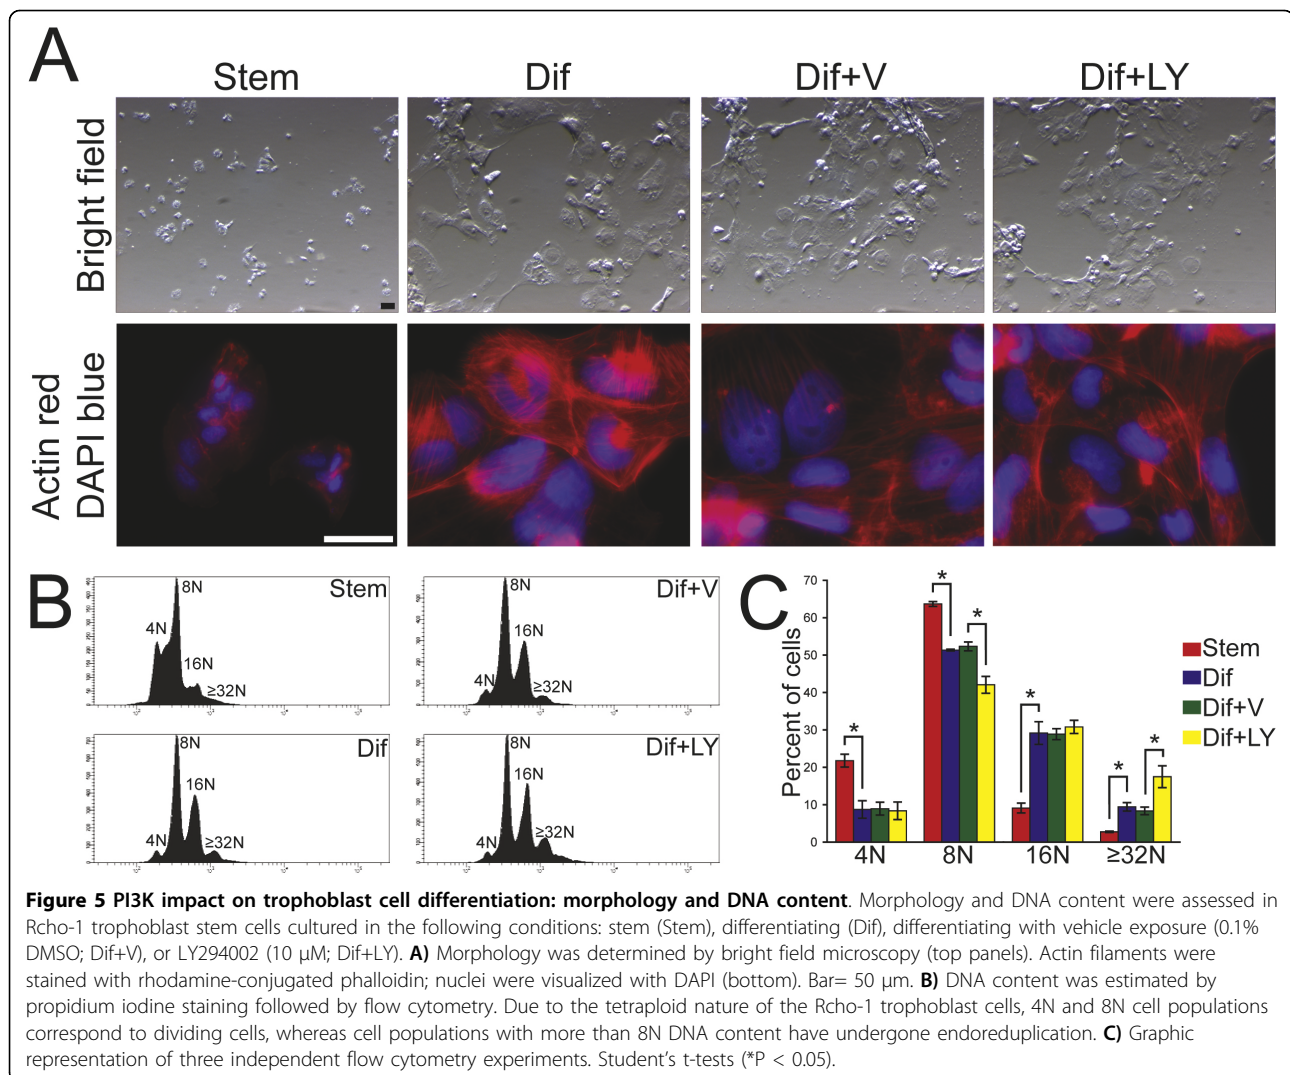 A
Stem Dif Dif+V Dif+LY
Bright field
Actin red
DAPI blue
B
Stem
4N 8N 16N ≥32N
Dif+V
4N 8N 16N ≥32N
Dif
4N 8N 16N ≥32N
Dif+LY
4N 8N 16N ≥32N
C
Percent of cells
70
60
50
40
30
20
10
0
* * * * * *
4N 8N 16N ≥32N
Stem
Dif
Dif+V
Dif+LY
Figure 5 PI3K impact on trophoblast cell differentiation: morphology and DNA content. Morphology and DNA content were assessed in
Rcho-1 trophoblast stem cells cultured in the following conditions: stem (Stem), differentiating (Dif), differentiating with vehicle exposure (0.1%
DMSO; Dif+V), or LY294002 (10 μM; Dif+LY). A) Morphology was determined by bright field microscopy (top panels). Actin filaments were
stained with rhodamine-conjugated phalloidin; nuclei were visualized with DAPI (bottom). Bar= 50 μm. B) DNA content was estimated by
propidium iodine staining followed by flow cytometry. Due to the tetraploid nature of the Rcho-1 trophoblast cells, 4N and 8N cell populations
correspond to dividing cells, whereas cell populations with more than 8N DNA content have undergone endoreduplication. C) Graphic
representation of three independent flow cytometry experiments. Student's t-tests (*P < 0.05).